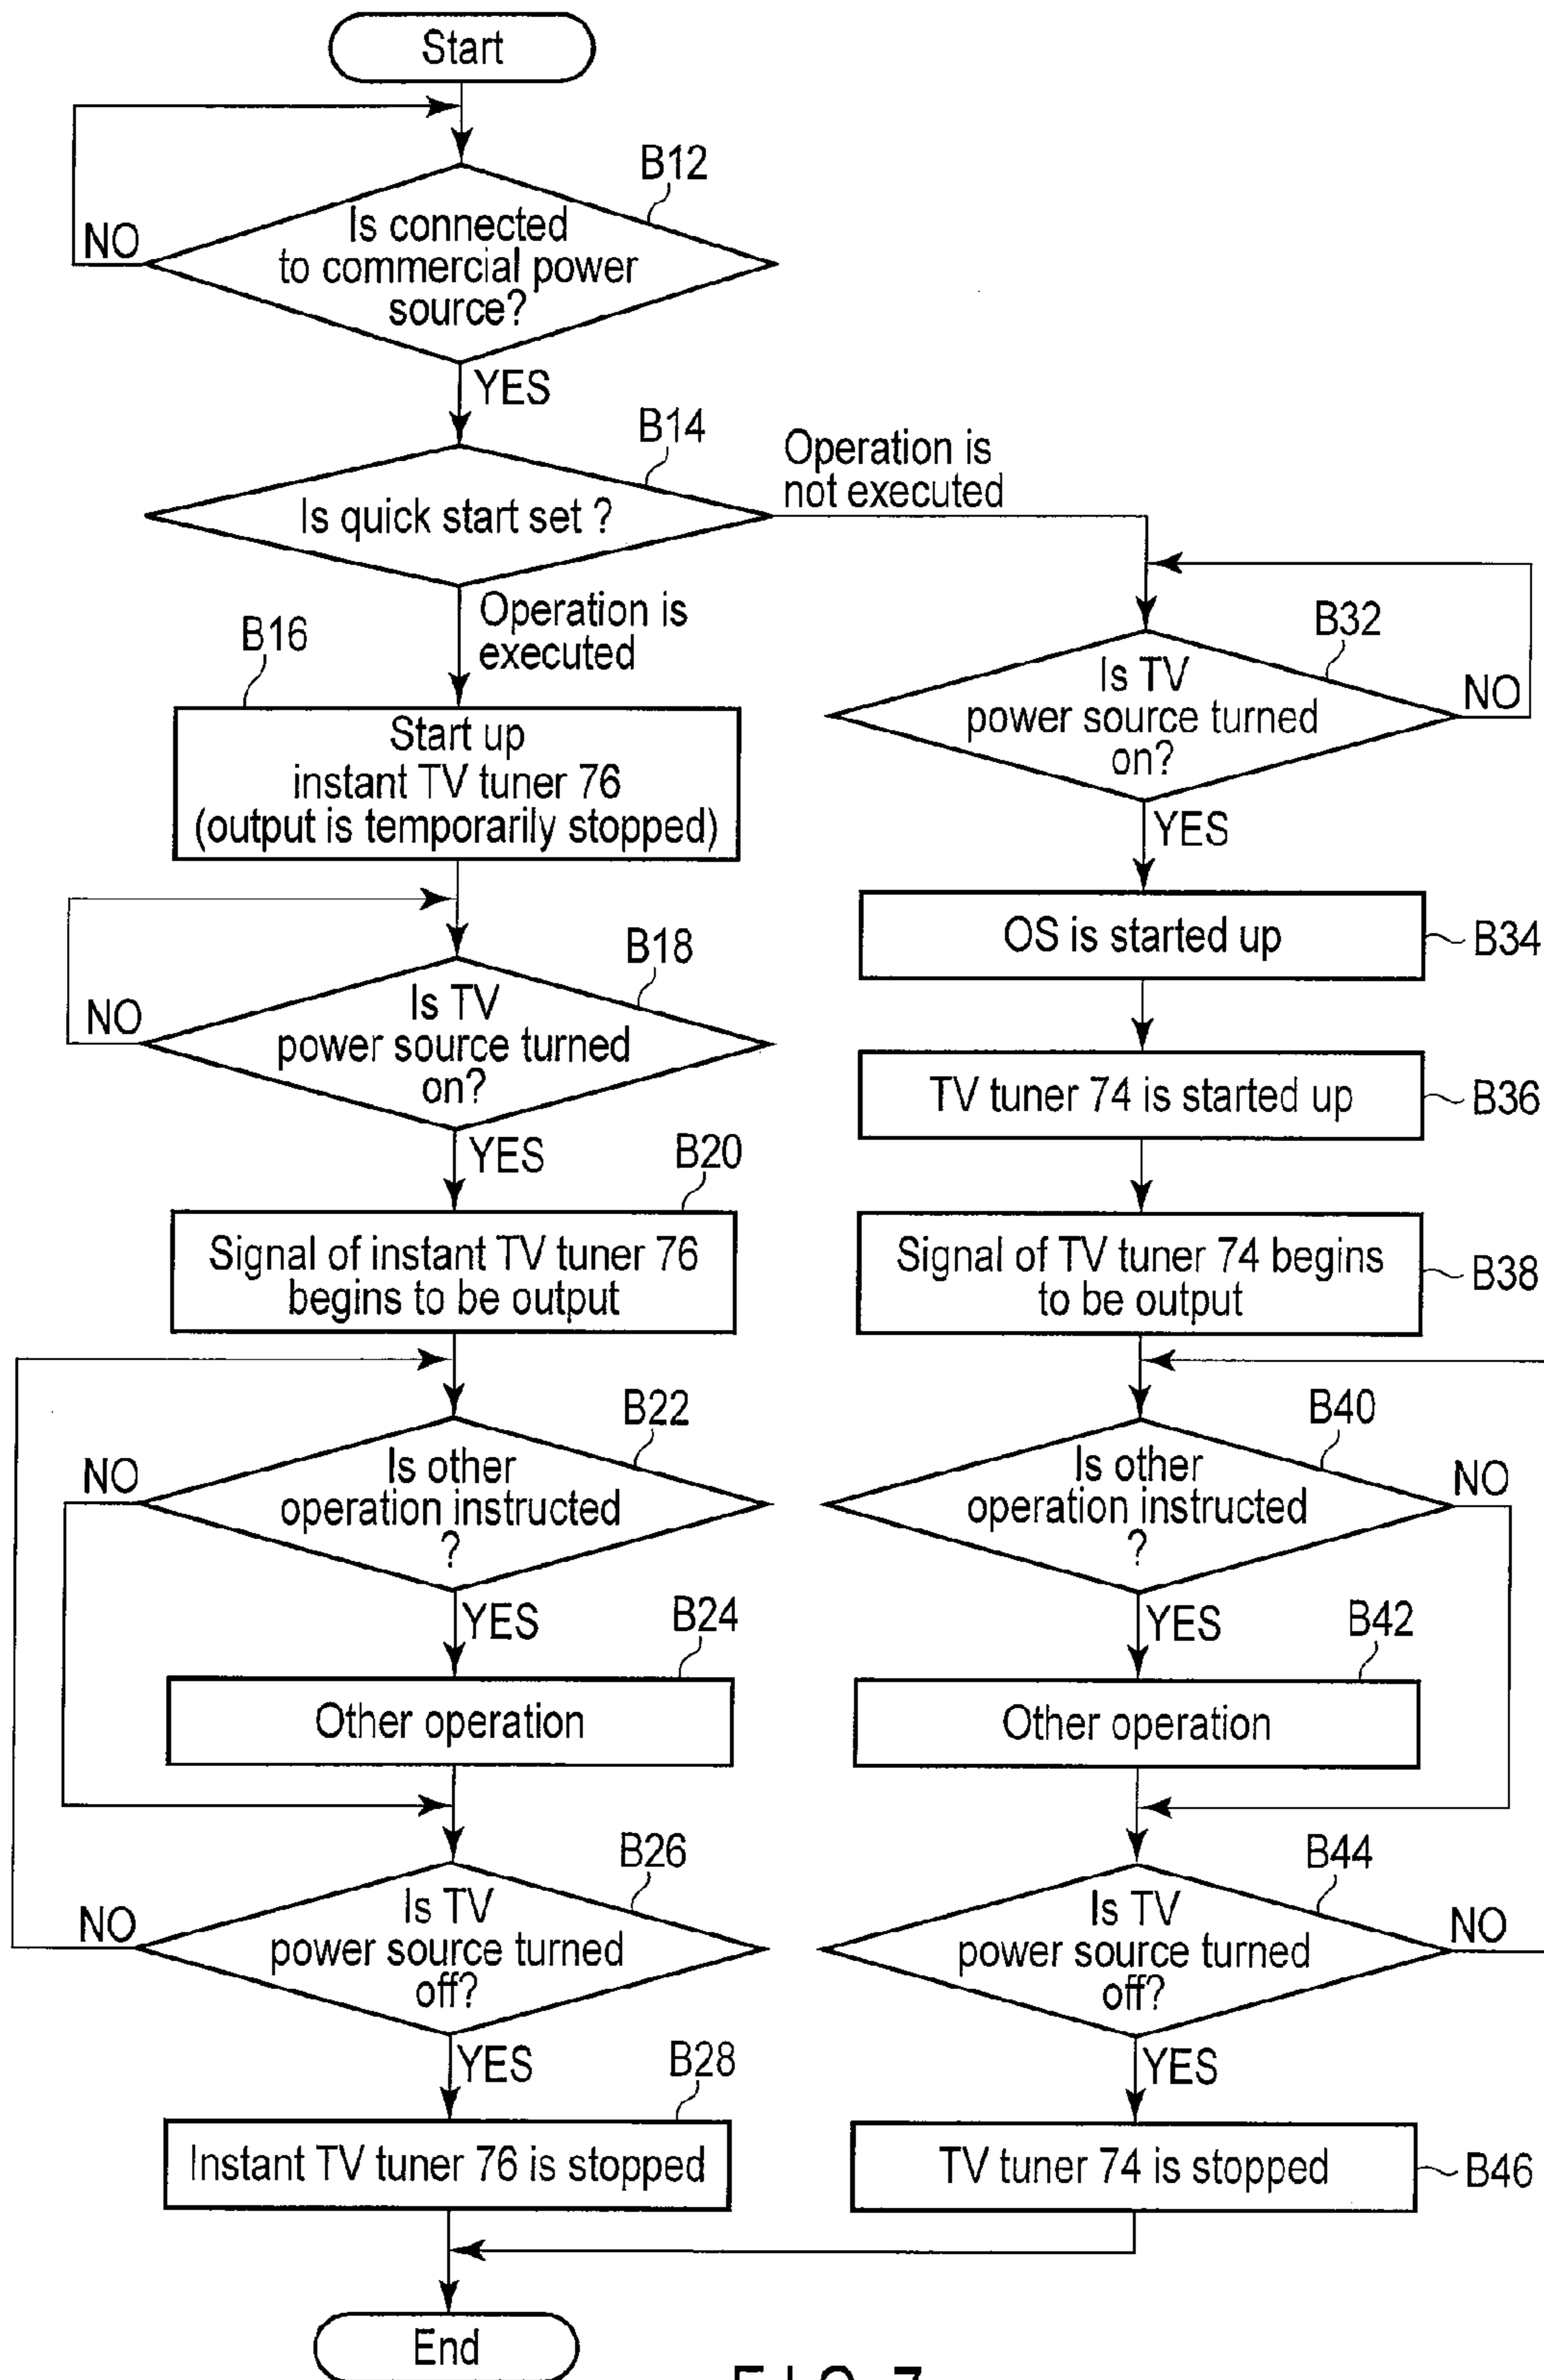 Start
B12
Is connected
to commercial power
source?
NO
YES
B14
Is quick start set ?
Operation is
not executed
Operation is
executed
B16
Start up
instant TV tuner 76
(output is temporarily stopped)
B32
Is TV
power source turned
on?
NO
YES
OS is started up
B34
B18
Is TV
power source turned
on?
NO
YES
TV tuner 74 is started up
B36
B20
Signal of instant TV tuner 76
begins to be output
Signal of TV tuner 74 begins
to be output
B38
B22
Is other
operation instructed
?
NO
YES
B40
Is other
operation instructed
?
NO
YES
B24
Other operation
B42
Other operation
B26
Is TV
power source turned
off?
NO
YES
B44
Is TV
power source turned
off?
NO
YES
B28
Instant TV tuner 76 is stopped
TV tuner 74 is stopped
B46
End